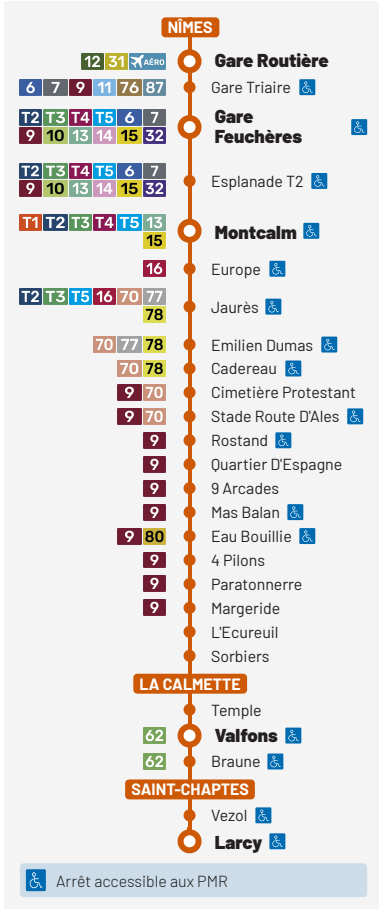 NÎMES
12 31 AÉRO Gare Routière
6 7 9 11 76 87 Gare Triaire
T2 T3 T4 T5 6 7 Gare
9 10 13 14 15 32 Feuchères
T2 T3 T4 T5 6 7
9 10 13 14 15 32 Esplanade T2
T1 T2 T3 T4 T5 13 Montcalm
15
16 Europe
T2 T3 T5 16 70 77 Jaurès
78
70 77 78 Emilien Dumas
70 78 Cadereau
9 70 Cimetière Protestant
9 70 Stade Route D'Ales
9 Rostand
9 Quartier D'Espagne
9 9 Arcades
9 Mas Balan
9 80 Eau Bouillie
9 4 Pilons
9 Paratonnerre
9 Margeride
L'Ecureuil
Sorbiers
LA CALMETTE
Temple
62 Valfons
62 Braune
SAINT-CHAPTES
Vezol
Larcy
Arrêt accessible aux PMR